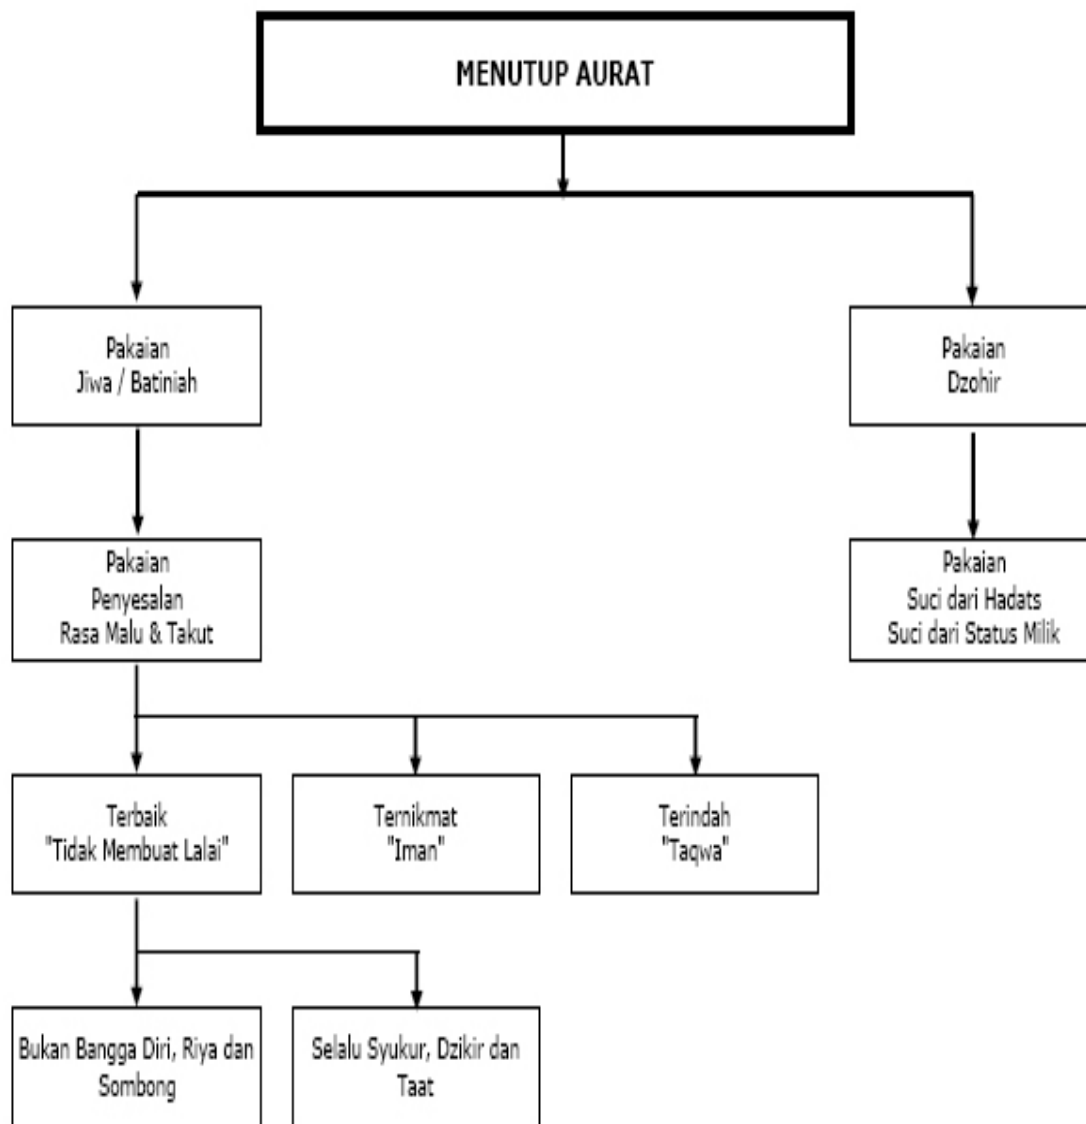 MENUTUP AURAT
Pakaian
Jiwa / Batiniah
Pakaian
Dzohir
Pakaian
Penyesalan
Rasa Malu & Takut
Pakaian
Suci dari Hadats
Suci dari Status Milik
Terbaik
"Tidak Membuat Lalai"
Ternikmat
"Iman"
Terindah
"Taqwa"
Bukan Bangga Diri, Riya dan
Sombong
Selalu Syukur, Dzikir dan
Taat